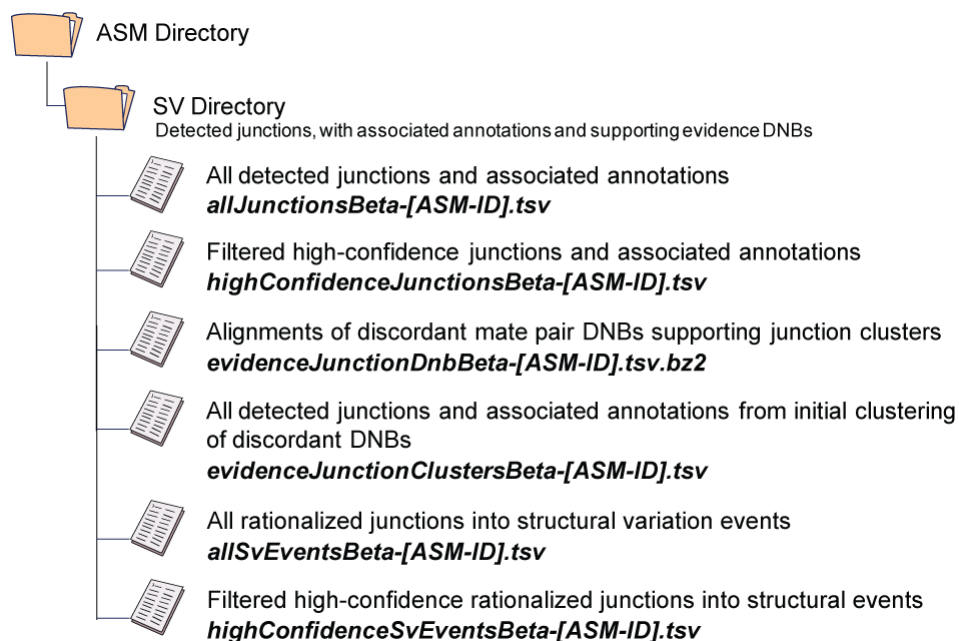 ASM Directory
SV Directory
Detected junctions, with associated annotations and supporting evidence DNBs
All detected junctions and associated annotations
allJunctionsBeta-[ASM-ID].tsv
Filtered high-confidence junctions and associated annotations
highConfidenceJunctionsBeta-[ASM-ID].tsv
Alignments of discordant mate pair DNBs supporting junction clusters
evidenceJunctionDnbBeta-[ASM-ID].tsv.bz2
All detected junctions and associated annotations from initial clustering
of discordant DNBs
evidenceJunctionClustersBeta-[ASM-ID].tsv
All rationalized junctions into structural variation events
allSvEventsBeta-[ASM-ID].tsv
Filtered high-confidence rationalized junctions into structural events
highConfidenceSvEventsBeta-[ASM-ID].tsv